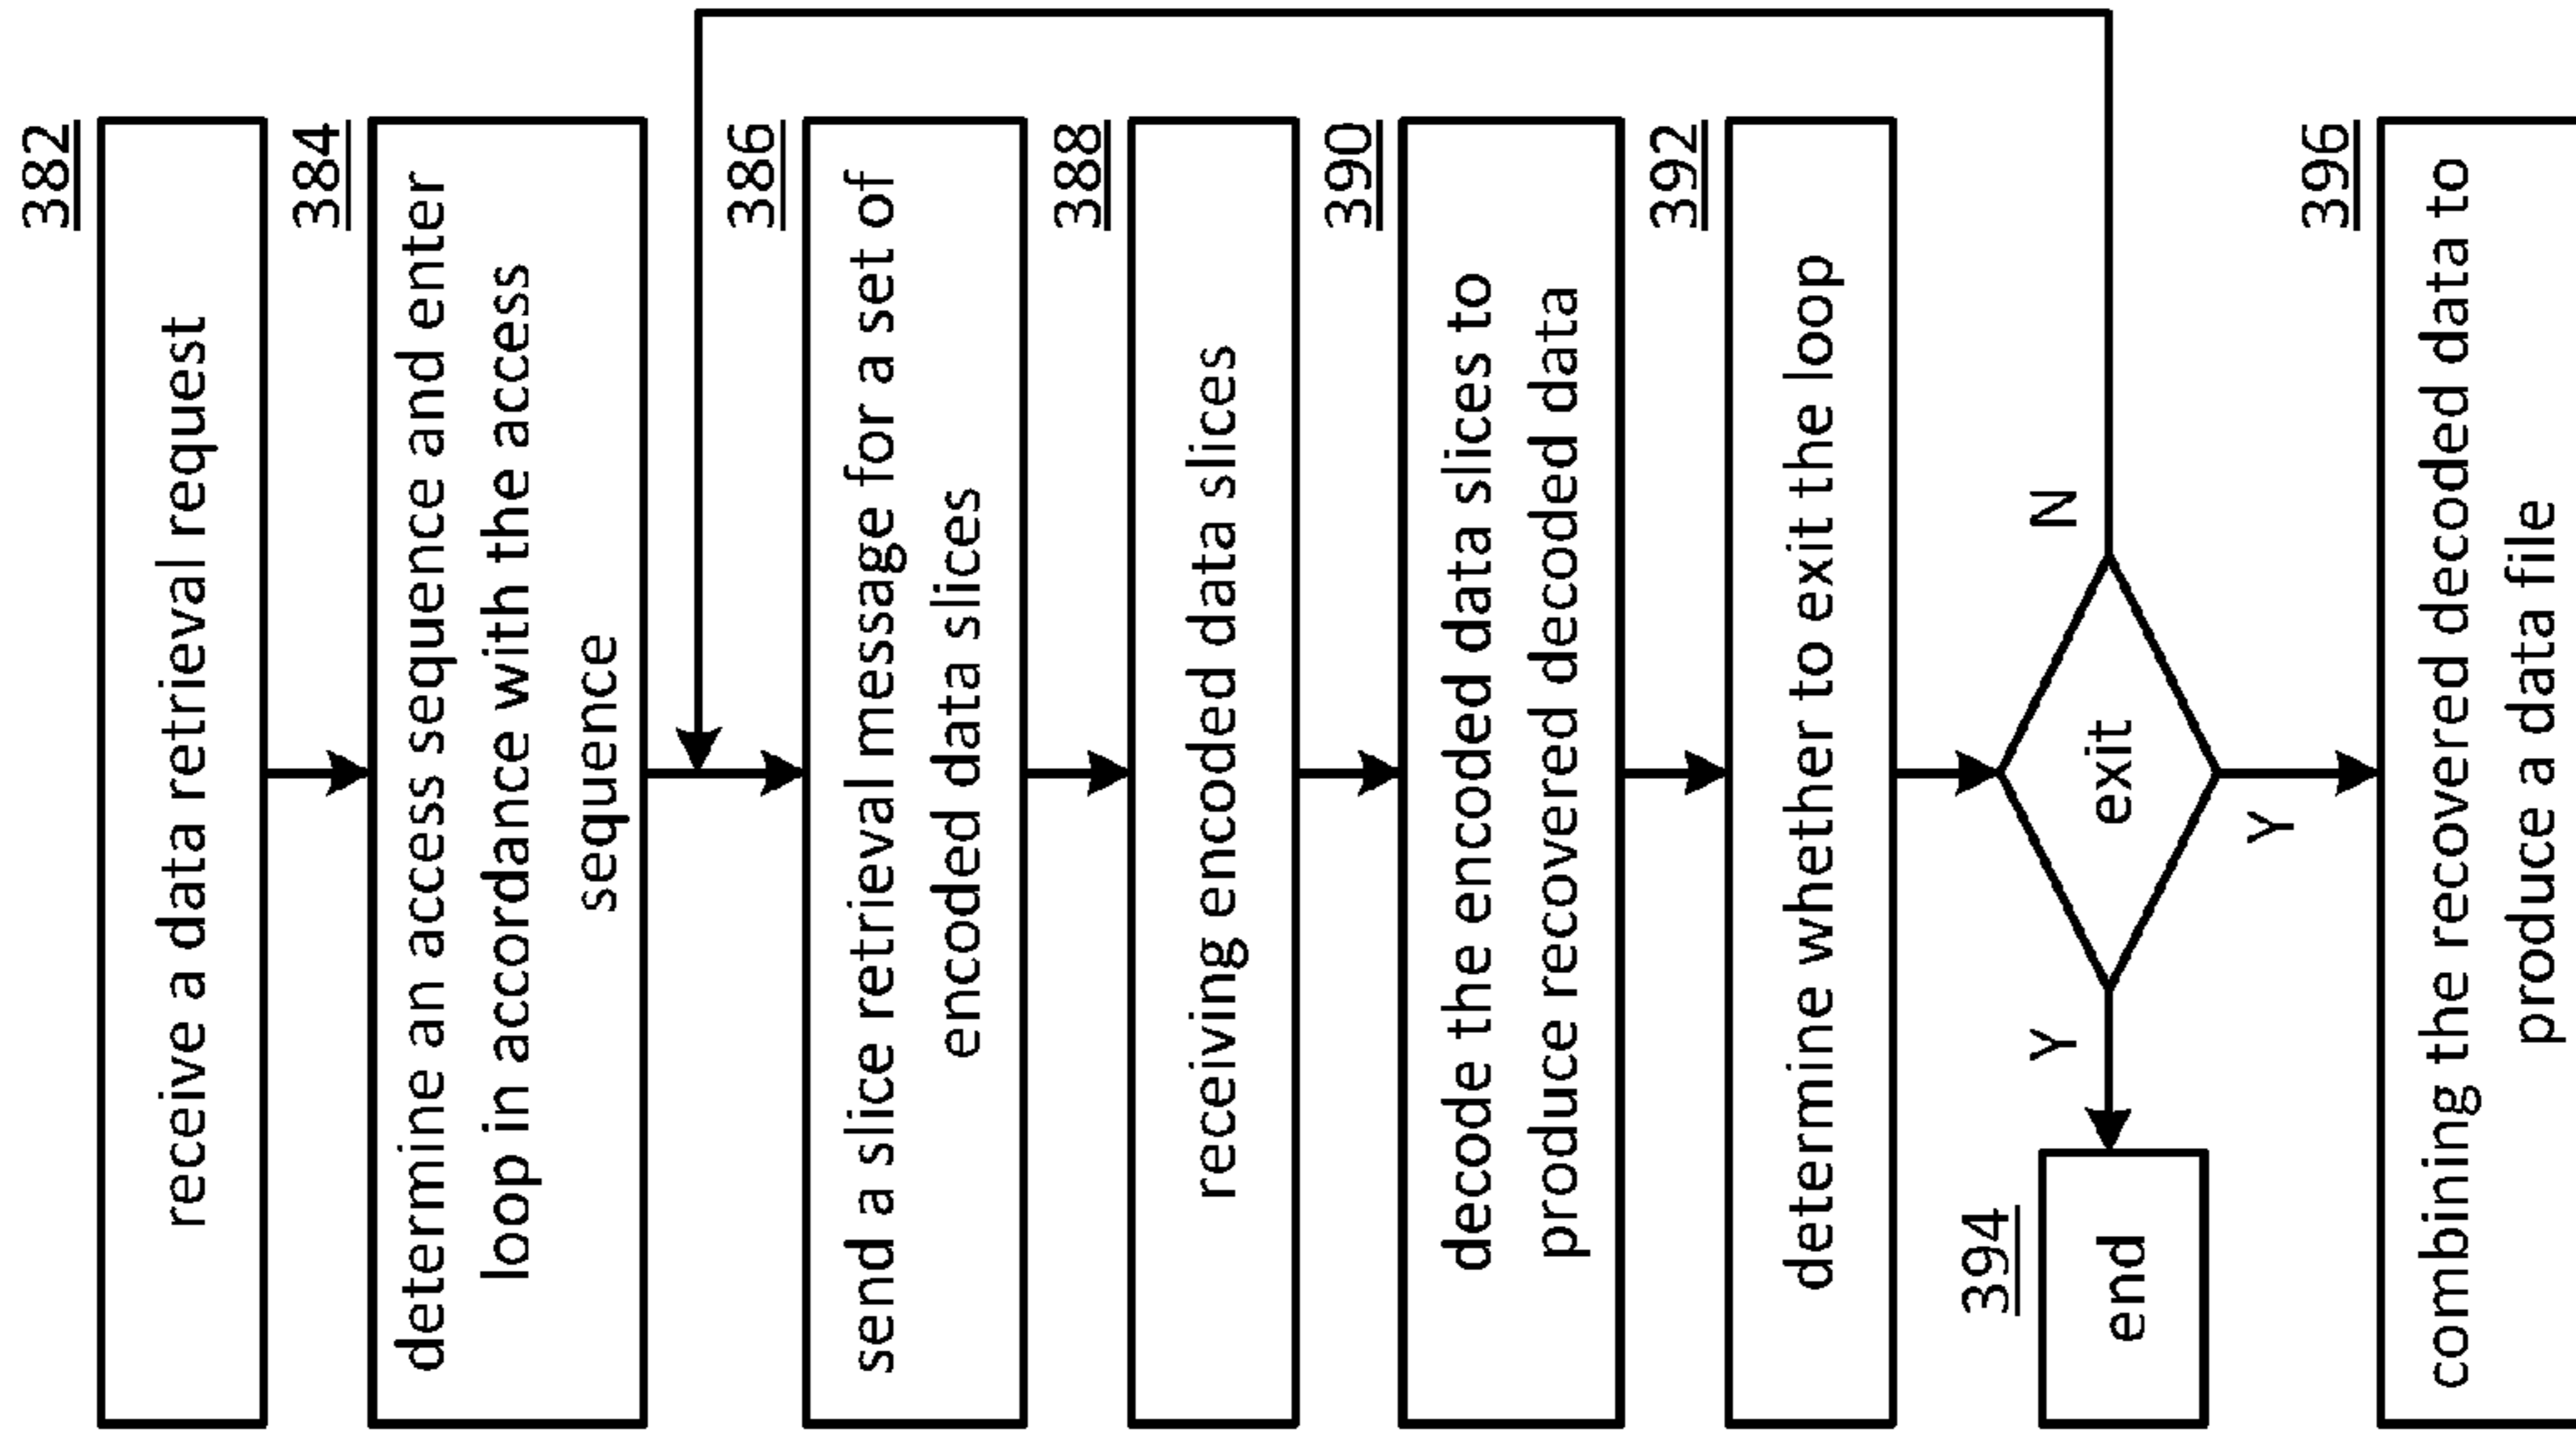 382
receive a data retrieval request
384
determine an access sequence and enter
loop in accordance with the access
sequence
386
send a slice retrieval message for a set of
encoded data slices
388
receiving encoded data slices
390
decode the encoded data slices to
produce recovered decoded data
392
determine whether to exit the loop
exit
N
Y
Y
394
end
396
combining the recovered decoded data to
produce a data file